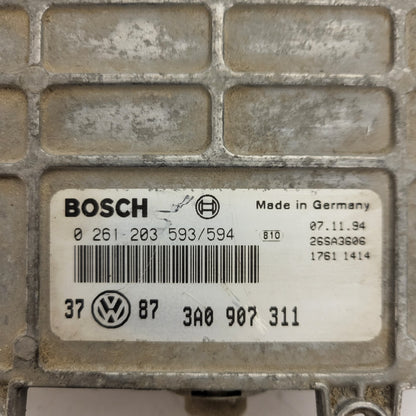 BOSCH Made in Germany
0 261 203 593/594 810 07.11.94
26SA3606
1761 1414
37 VW 87 3A0 907 311